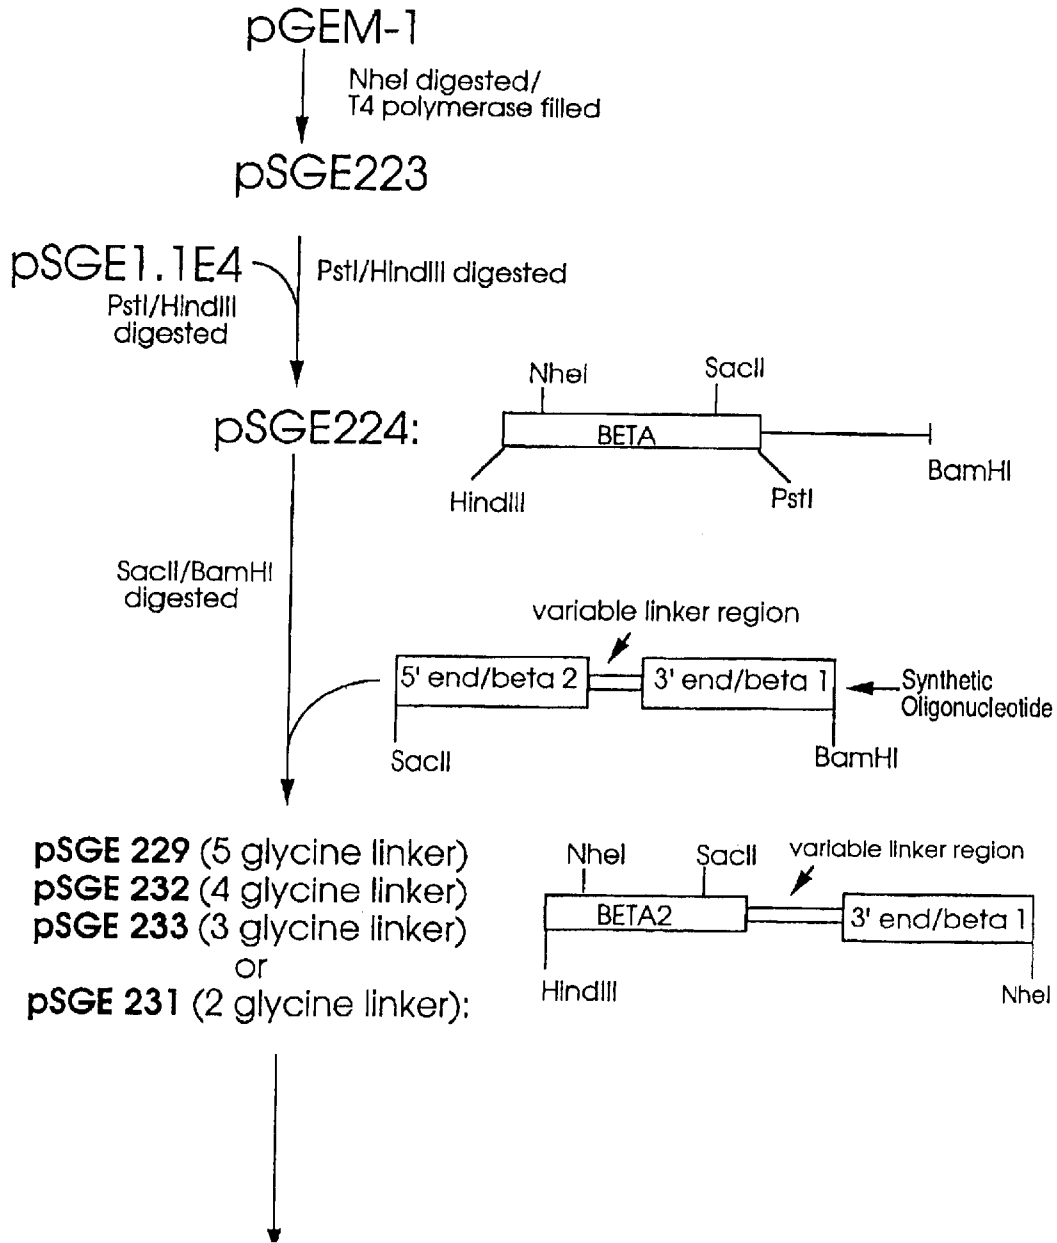 pGEM-1
NheI digested/
T4 polymerase filled
pSGE223
pSGE1.1E4
PstI/HindIII digested
PstI/HindIII
digested
NheI
SacII
pSGE224:
BETA
BamHI
HindIII
PstI
SacII/BamHI
digested
variable linker region
5' end/beta 2
3' end/beta 1
Synthetic
Oligonucleotide
SacII
BamHI
pSGE 229 (5 glycine linker)
pSGE 232 (4 glycine linker)
pSGE 233 (3 glycine linker)
or
pSGE 231 (2 glycine linker):
NheI
SacII
variable linker region
BETA2
3' end/beta 1
HindIII
NheI